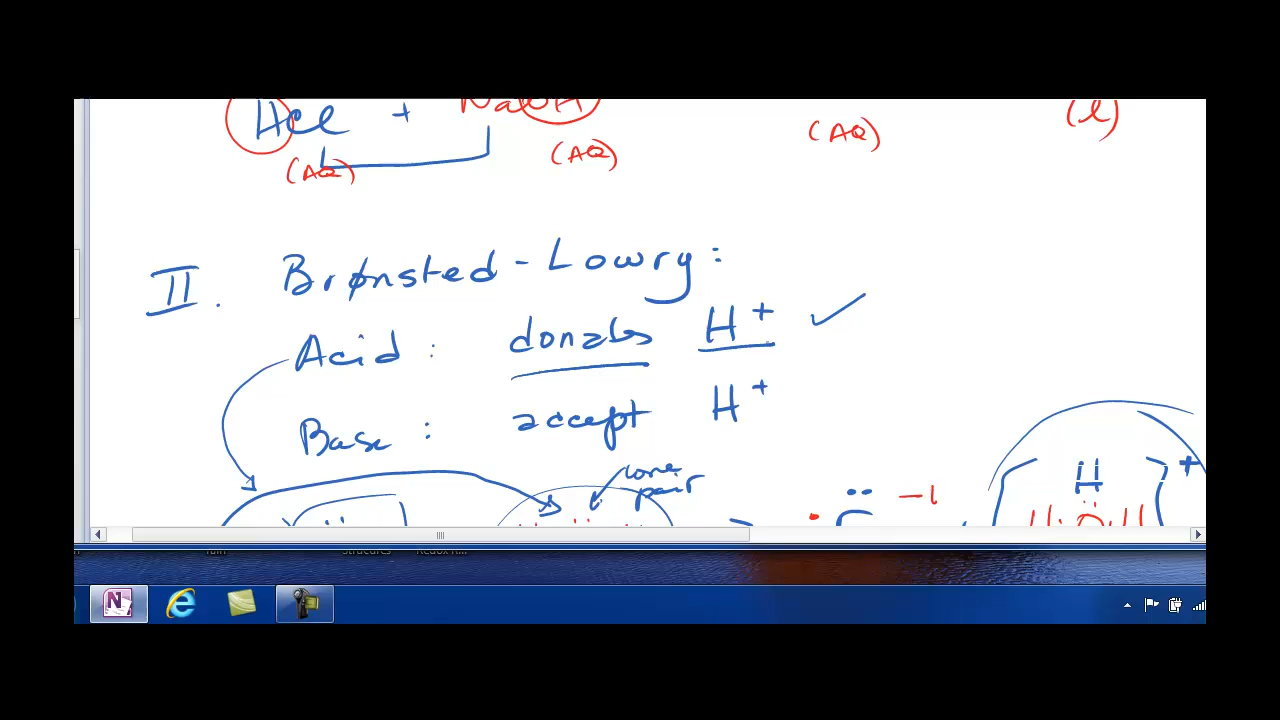 HCl + NaOH
(AQ) (AQ) (AQ) (l)
II. Brønsted-Lowry:
Acid: donates H+ ✓
Base: accept H+
lone
pair
-1
H +
H:Ö:H